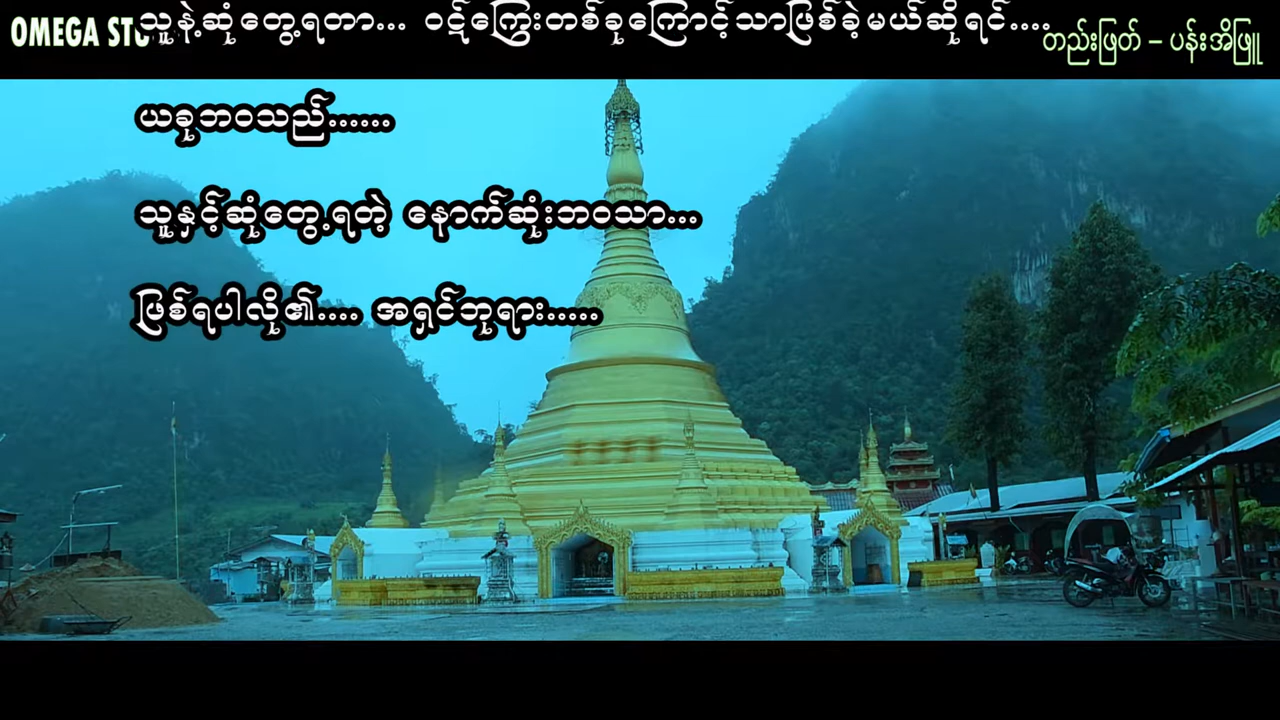 OMEGA STU
သူနဲ့ဆုံတွေ့ရတာ... ဝဋ်ကြွေးတစ်ခုကြောင့်သာဖြစ်ခဲ့မယ်ဆိုရင်....
တည်းဖြတ် – ပန်းအိဖြူ
ယခုဘဝသည်......
သူနှင့်ဆုံတွေ့ရတဲ့ နောက်ဆုံးဘဝသာ...
ဖြစ်ရပါလို၏.... အရှင်ဘုရား.....